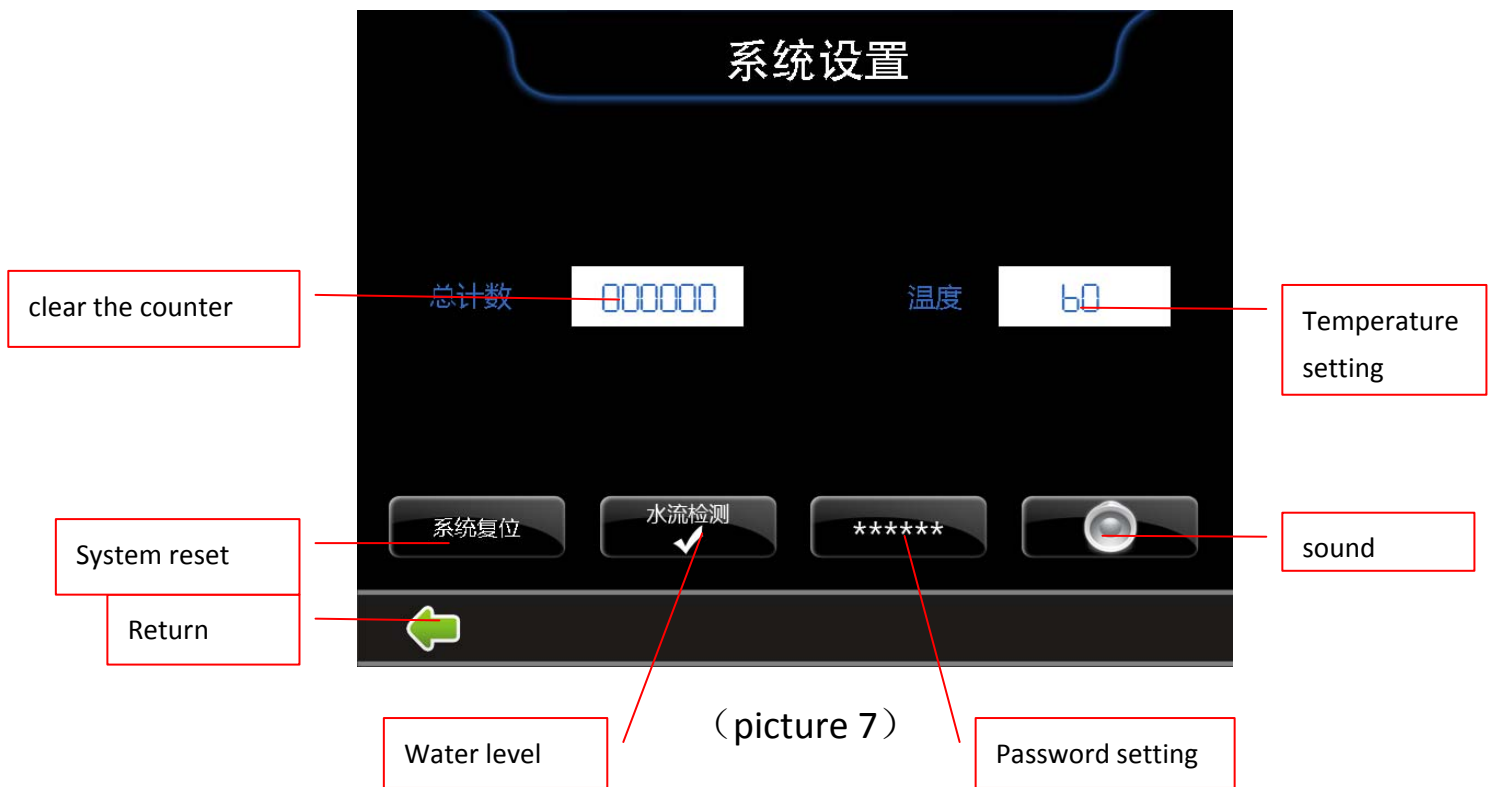 系统设置
clear the counter
总计数
000000
温度
b0
Temperature
setting
System reset
系统复位
水流检测
******
sound
Return
（picture 7）
Water level
Password setting